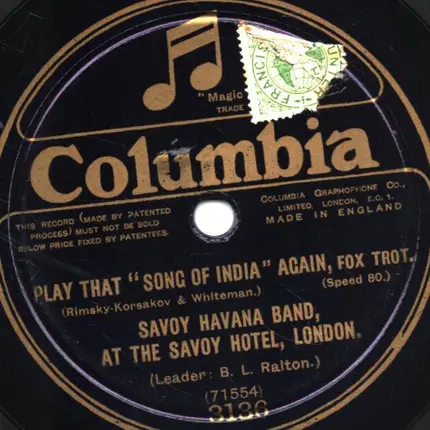 "Magic
TRADE
Columbia
THIS RECORD (MADE BY PATENTED
PROCESS) MUST NOT BE SOLD
BELOW PRICE FIXED BY PATENTEES.
COLUMBIA GRAPHOPHONE CO.,
LIMITED, LONDON, E.C. 1.
MADE IN ENGLAND
PLAY THAT "SONG OF INDIA" AGAIN, FOX TROT.
(Rimsky-Korsakov & Whiteman.) (Speed 80.)
SAVOY HAVANA BAND,
AT THE SAVOY HOTEL, LONDON.
(Leader: B. L. Ralton.)
(71554)
3136